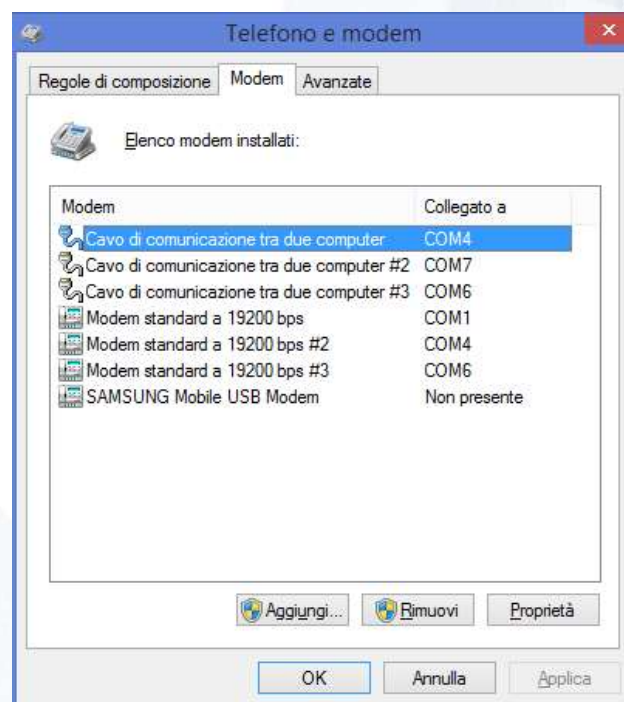 Telefono e modem
Regole di composizione Modem Avanzate
Elenco modem installati:
Modem Collegato a
Cavo di comunicazione tra due computer COM4
Cavo di comunicazione tra due computer #2 COM7
Cavo di comunicazione tra due computer #3 COM6
Modem standard a 19200 bps COM1
Modem standard a 19200 bps #2 COM4
Modem standard a 19200 bps #3 COM6
SAMSUNG Mobile USB Modem Non presente
Aggiungi... Rimuovi Proprietà
OK Annulla Applica